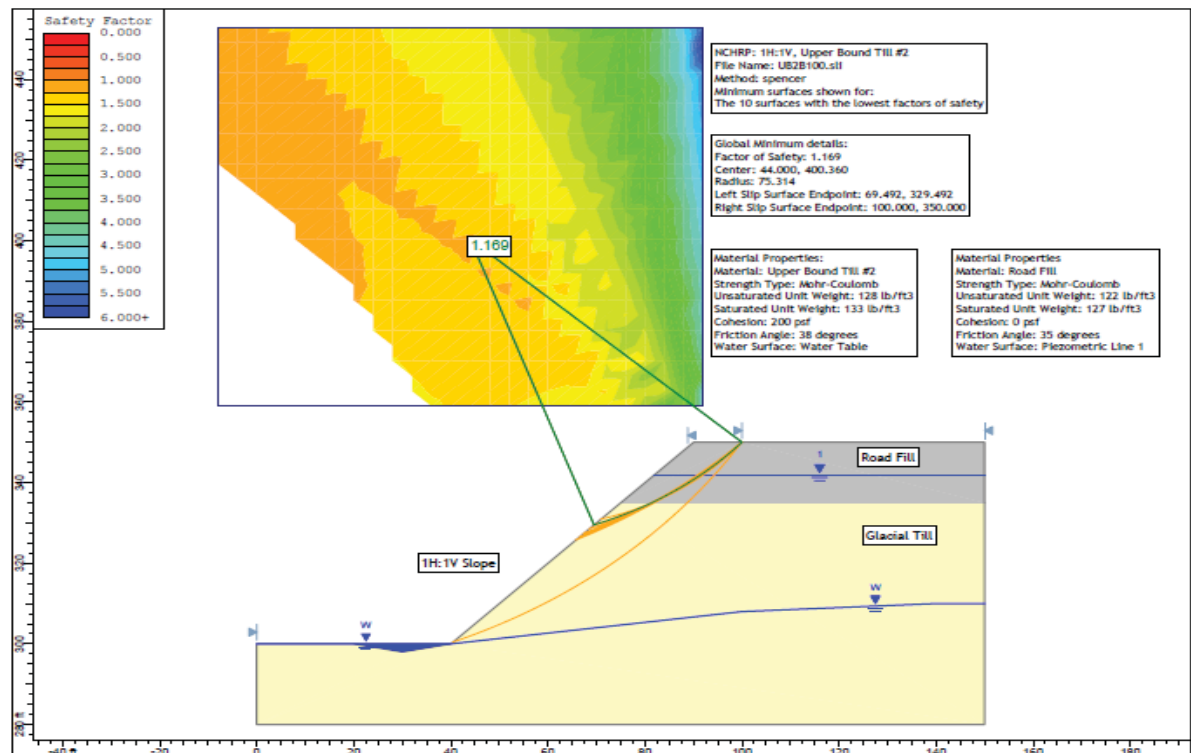 Safety Factor
0.000
0.500
1.000
1.500
2.000
2.500
3.000
3.500
4.000
4.500
5.000
5.500
6.000+
NCHRP: 1H:1V, Upper Bound Till #2
File Name: UB2B100.sli
Method: spencer
Minimum surfaces shown for:
The 10 surfaces with the lowest factors of safety
Global Minimum details:
Factor of Safety: 1.169
Center: 44.000, 400.360
Radius: 75.314
Left Slip Surface Endpoint: 69.492, 329.492
Right Slip Surface Endpoint: 100.000, 350.000
Material Properties:
Material: Upper Bound Till #2
Strength Type: Mohr-Coulomb
Unsaturated Unit Weight: 128 lb/ft3
Saturated Unit Weight: 133 lb/ft3
Cohesion: 200 psf
Friction Angle: 38 degrees
Water Surface: Water Table
Material Properties
Material: Road Fill
Strength Type: Mohr-Coulomb
Unsaturated Unit Weight: 122 lb/ft3
Saturated Unit Weight: 127 lb/ft3
Cohesion: 0 psf
Friction Angle: 35 degrees
Water Surface: Piezometric Line 1
1.169
Road Fill
1
Glacial Till
1H:1V Slope
W
W
440
420
400
380
360
340
320
300
280 ft
-40 ft
-20
0
20
40
60
80
100
120
140
160
180